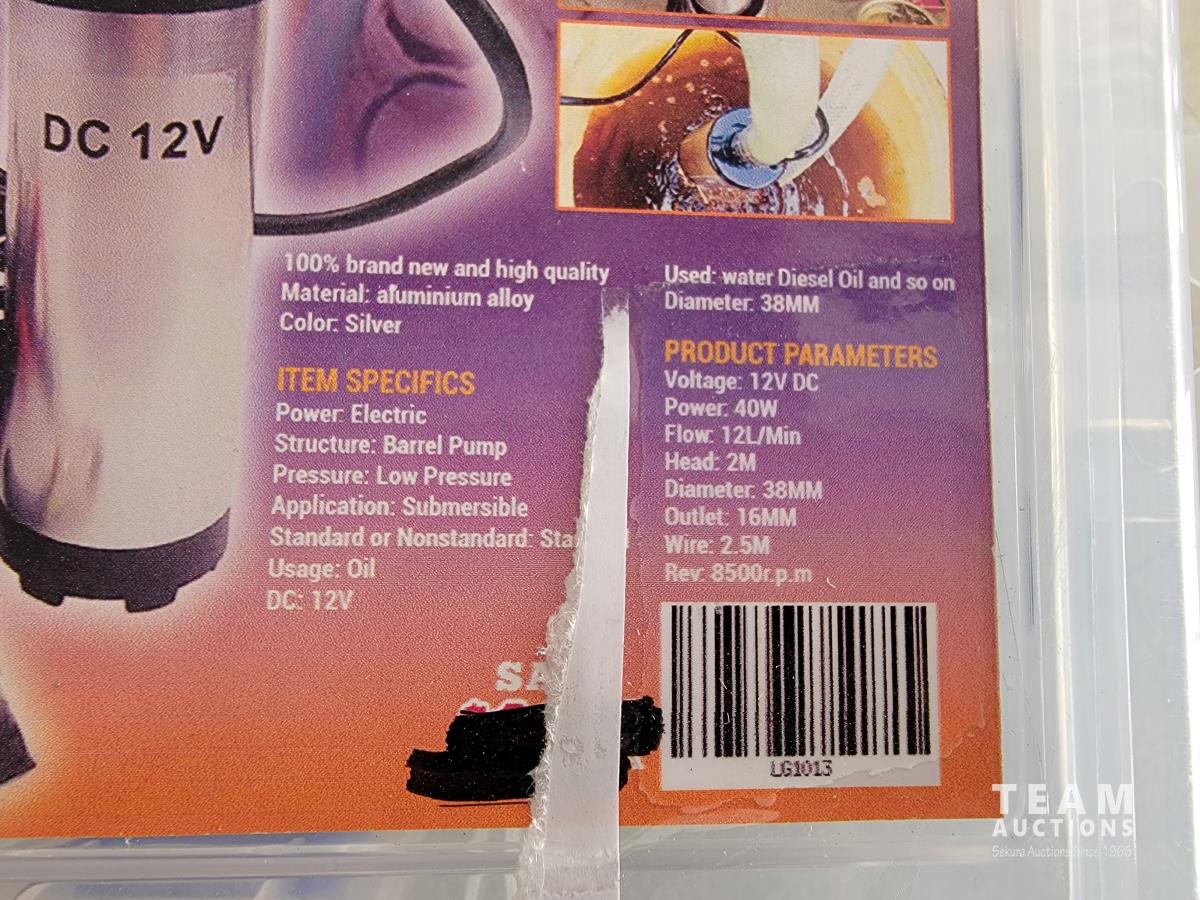 DC 12V
100% brand new and high quality
Material: aluminium alloy
Color: Silver
ITEM SPECIFICS
Power: Electric
Structure: Barrel Pump
Pressure: Low Pressure
Application: Submersible
Standard or Nonstandard:
Usage: Oil
DC: 12V
Used: water Diesel Oil and so on
Diameter: 38MM
PRODUCT PARAMETERS
Voltage: 12V DC
Power: 40W
Flow: 12L/Min
Head: 2M
Diameter: 38MM
Outlet: 16MM
Wire: 2.5M
Rev: 8500r.p.m
LG1013
TEAM
AUCTIONS
Sekura Auctions Since 1966